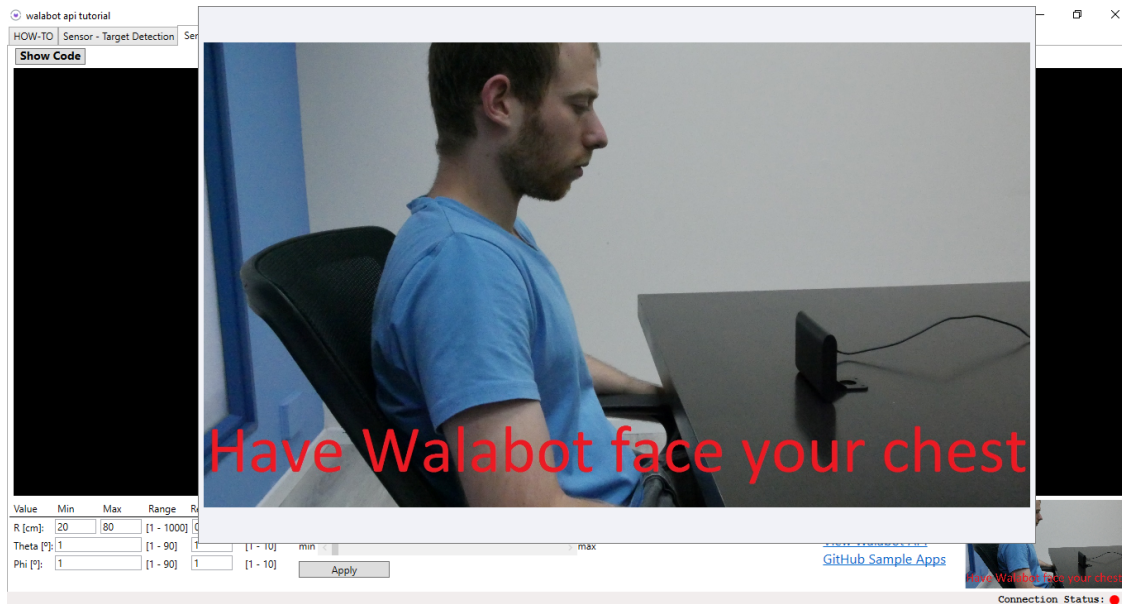 walabot api tutorial
HOW-TO Sensor - Target Detection
Show Code
Have Walabot face your chest
Value Min Max Range
R [cm]: 20 80 [1 - 1000]
Theta [º]: 1 [1 - 90] 1 [1 - 10] min max
Phi [º]: 1 [1 - 90] 1 [1 - 10] Apply
GitHub Sample Apps
Have Walabot face your chest
Connection Status: